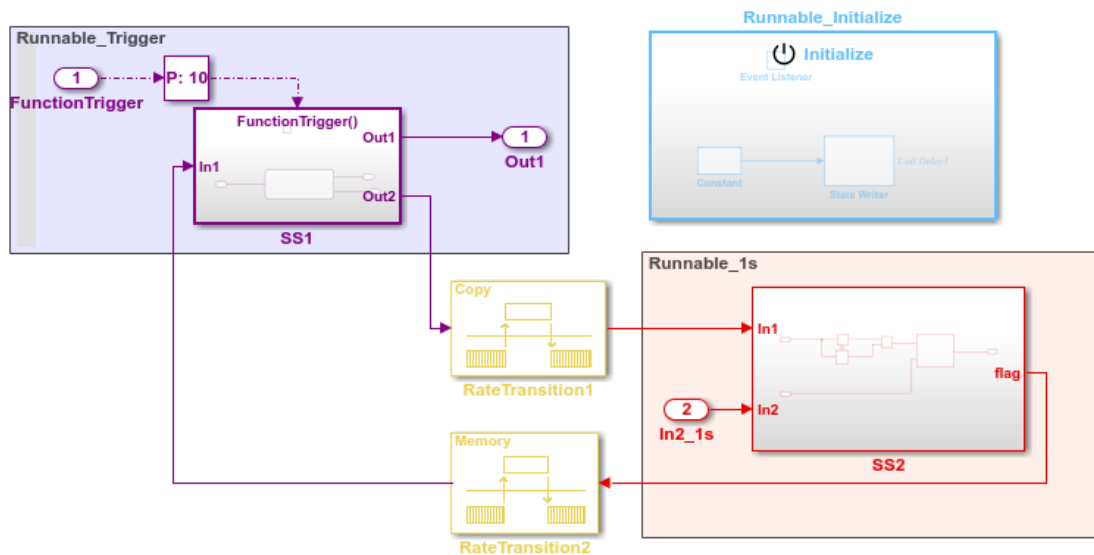 Runnable_Initialize
Initialize
Event Listener
Constant
State Writer
Unit Delay1
Runnable_Trigger
1
FunctionTrigger
P: 10
FunctionTrigger()
In1
Out1
Out2
SS1
1
Out1
Copy
RateTransition1
Memory
RateTransition2
Runnable_1s
In1
In2
flag
SS2
2
In2_1s